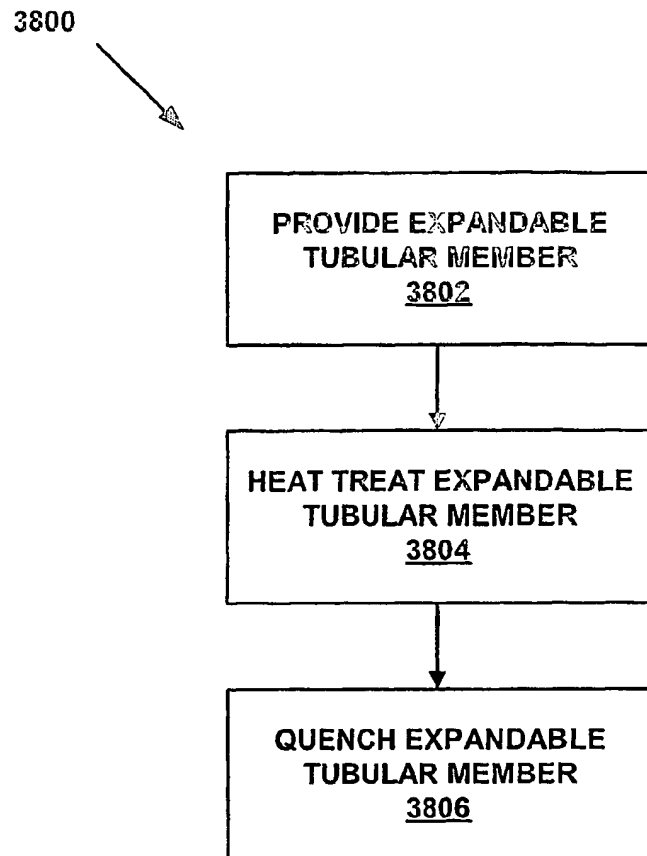 3800
PROVIDE EXPANDABLE
TUBULAR MEMBER
3802
HEAT TREAT EXPANDABLE
TUBULAR MEMBER
3804
QUENCH EXPANDABLE
TUBULAR MEMBER
3806